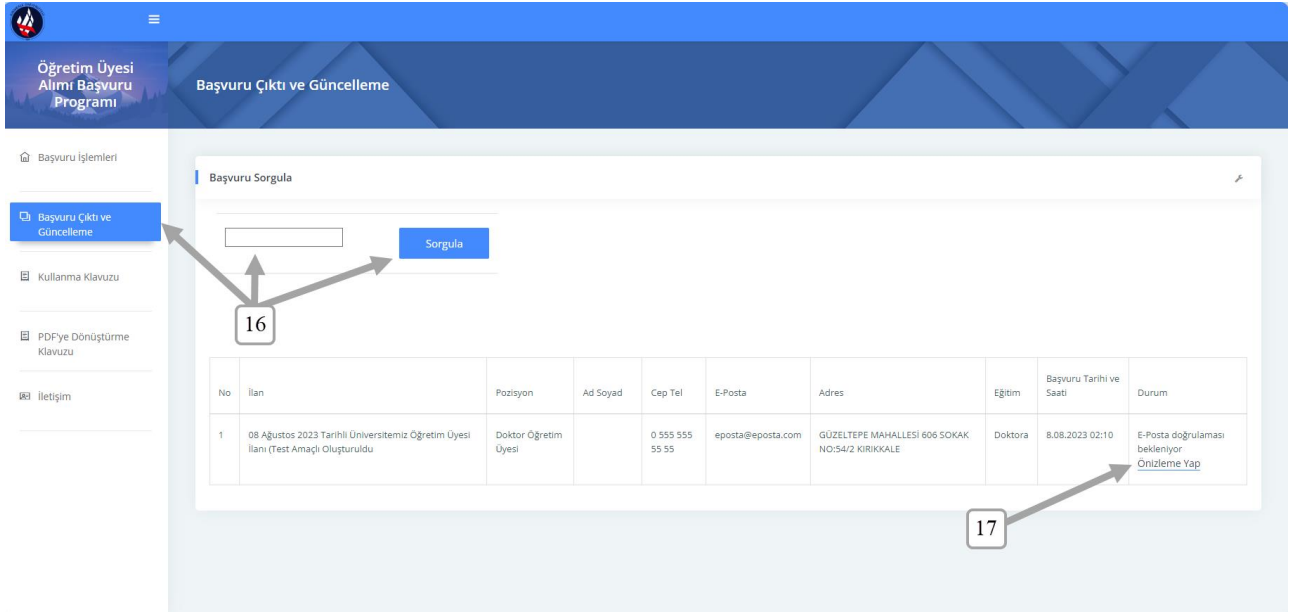 Öğretim Üyesi
Alımı Başvuru
Programı
Başvuru Çıktı ve Güncelleme
Başvuru İşlemleri
Başvuru Çıktı ve
Güncelleme
Kullanma Klavuzu
PDF'ye Dönüştürme
Klavuzu
İletişim
Başvuru Sorgula
Sorgula
16
No İlan Pozisyon Ad Soyad Cep Tel E-Posta Adres Eğitim Başvuru Tarihi ve Saati Durum
1 08 Ağustos 2023 Tarihli Üniversitemiz Öğretim Üyesi Doktor Öğretim 0 555 555 eposta@eposta.com GÜZELTEPE MAHALLESİ 606 SOKAK Doktora 8.08.2023 02:10 E-Posta doğrulaması
İlanı (Test Amaçlı Oluşturuldu Üyesi 55 55 NO:54/2 KIRIKKALE bekleniyor
Önizleme Yap
17